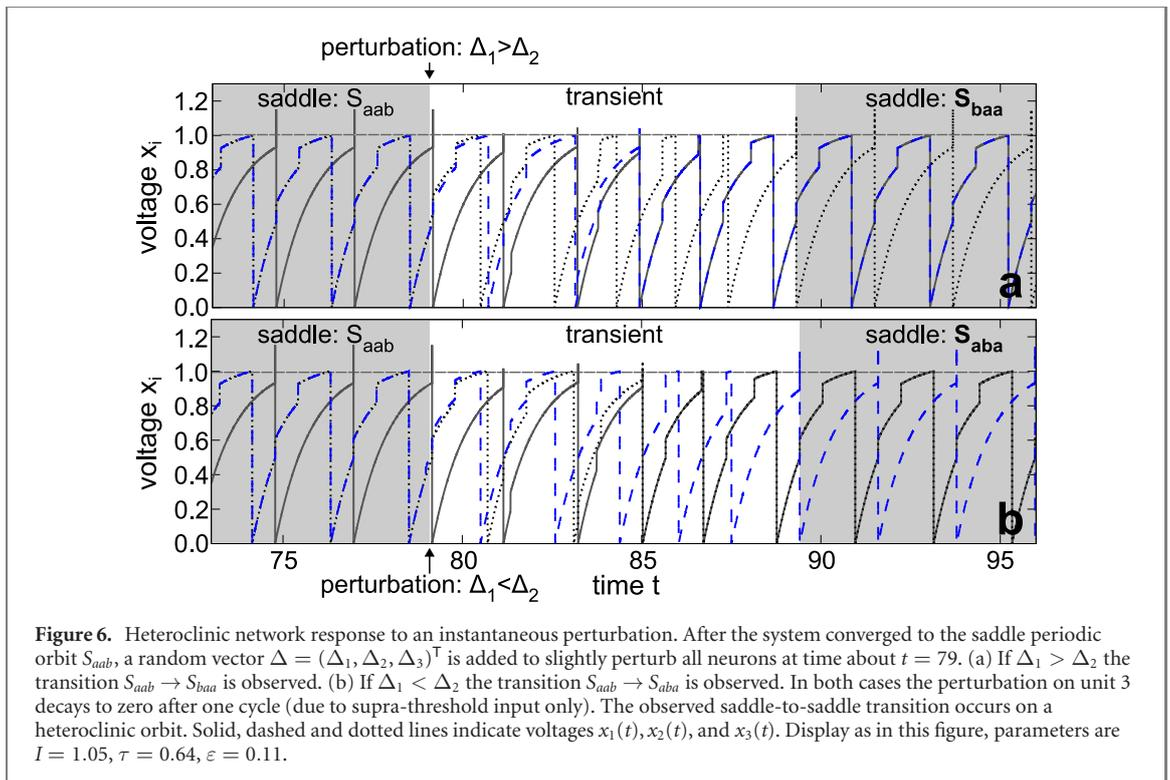 perturbation: Δ1>Δ2
saddle: Saab
transient
saddle: Sbaa
voltage xi
1.2
1.0
0.8
0.6
0.4
0.2
0.0
a
saddle: Saab
transient
saddle: Saba
voltage xi
1.2
1.0
0.8
0.6
0.4
0.2
0.0
b
75 80 85 90 95
perturbation: Δ1<Δ2
time t
Figure 6. Heteroclinic network response to an instantaneous perturbation. After the system converged to the saddle periodic
orbit Saab, a random vector Δ = (Δ1, Δ2, Δ3)ᵀ is added to slightly perturb all neurons at time about t = 79. (a) If Δ1 > Δ2 the
transition Saab → Sbaa is observed. (b) If Δ1 < Δ2 the transition Saab → Saba is observed. In both cases the perturbation on unit 3
decays to zero after one cycle (due to supra-threshold input only). The observed saddle-to-saddle transition occurs on a
heteroclinic orbit. Solid, dashed and dotted lines indicate voltages x1(t), x2(t), and x3(t). Display as in this figure, parameters are
I = 1.05, τ = 0.64, ε = 0.11.